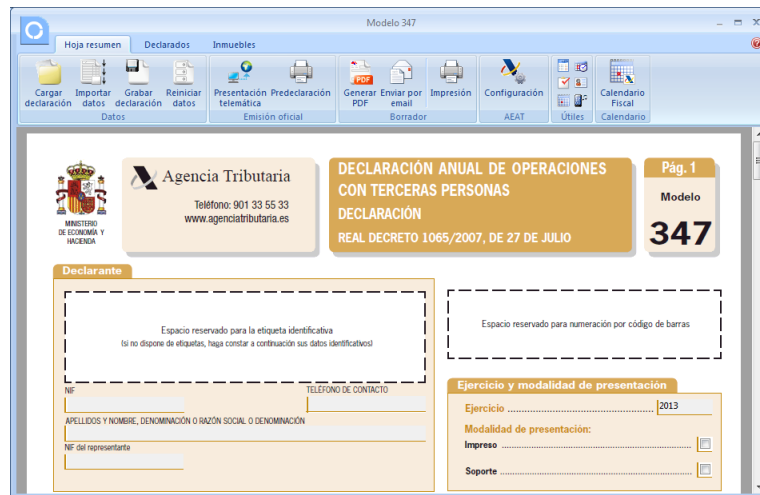 Modelo 347
Hoja resumen Declarados Inmuebles
Cargar declaración
Importar datos
Grabar declaración
Reiniciar datos
Datos
Presentación telemática
Predeclaración
Emisión oficial
Generar PDF
Enviar por email
Impresión
Borrador
Configuración
AEAT
Útiles
Calendario Fiscal
Calendario
MINISTERIO
DE ECONOMÍA Y
HACIENDA
Agencia Tributaria
Teléfono: 901 33 55 33
www.agenciatributaria.es
DECLARACIÓN ANUAL DE OPERACIONES
CON TERCERAS PERSONAS
DECLARACIÓN
REAL DECRETO 1065/2007, DE 27 DE JULIO
Pág. 1
Modelo
347
Declarante
Espacio reservado para la etiqueta identificativa
(si no dispone de etiquetas, haga constar a continuación sus datos identificativos)
NIF
TELÉFONO DE CONTACTO
APELLIDOS Y NOMBRE, DENOMINACIÓN O RAZÓN SOCIAL O DENOMINACIÓN
NIF del representante
Espacio reservado para numeración por código de barras
Ejercicio y modalidad de presentación
Ejercicio ........................................................ 2013
Modalidad de presentación:
Impreso ........................................................
Soporte ........................................................